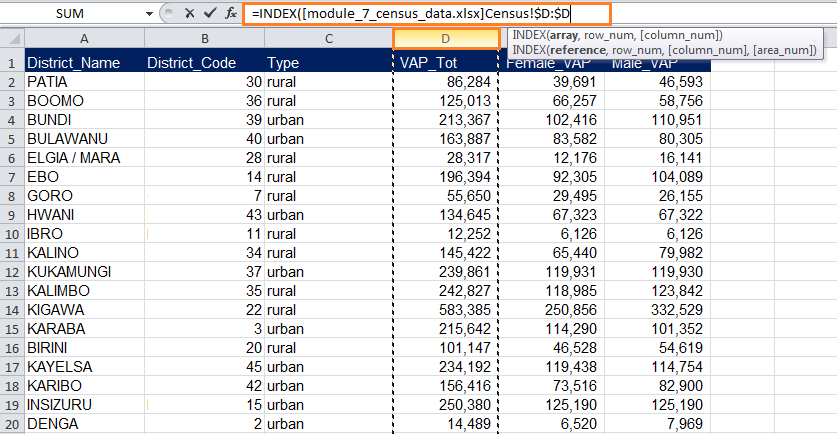 SUM fx =INDEX([module_7_census_data.xlsx]Census!$D:$D
INDEX(array, row_num, [column_num])
INDEX(reference, row_num, [column_num], [area_num])
A B C D
1 District_Name District_Code Type VAP_Tot Female_VAP Male_VAP
2 PATIA 30 rural 86,284 39,691 46,593
3 BOOMO 36 rural 125,013 66,257 58,756
4 BUNDI 39 urban 213,367 102,416 110,951
5 BULAWANU 40 urban 163,887 83,582 80,305
6 ELGIA / MARA 28 rural 28,317 12,176 16,141
7 EBO 14 rural 196,394 92,305 104,089
8 GORO 7 rural 55,650 29,495 26,155
9 HWANI 43 urban 134,645 67,323 67,322
10 IBRO 11 rural 12,252 6,126 6,126
11 KALINO 34 rural 145,422 65,440 79,982
12 KUKAMUNGI 37 urban 239,861 119,931 119,930
13 KALIMBO 35 rural 242,827 118,985 123,842
14 KIGAWA 22 rural 583,385 250,856 332,529
15 KARABA 3 urban 215,642 114,290 101,352
16 BIRINI 20 rural 101,147 46,528 54,619
17 KAYELSA 45 urban 234,192 119,438 114,754
18 KARIBO 42 urban 156,416 73,516 82,900
19 INSIZURU 15 urban 250,380 125,190 125,190
20 DENGA 2 urban 14,489 6,520 7,969